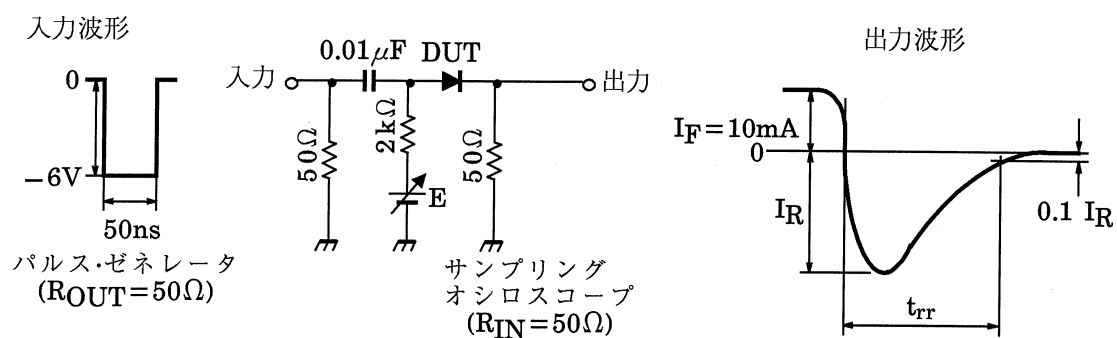 入力波形
0
−6V
50ns
パルス・ゼネレータ
(ROUT=50Ω)
0.01μF
DUT
入力
出力
50Ω
2kΩ
E
50Ω
サンプリング
オシロスコープ
(RIN=50Ω)
出力波形
IF=10mA
0
IR
0.1 IR
trr